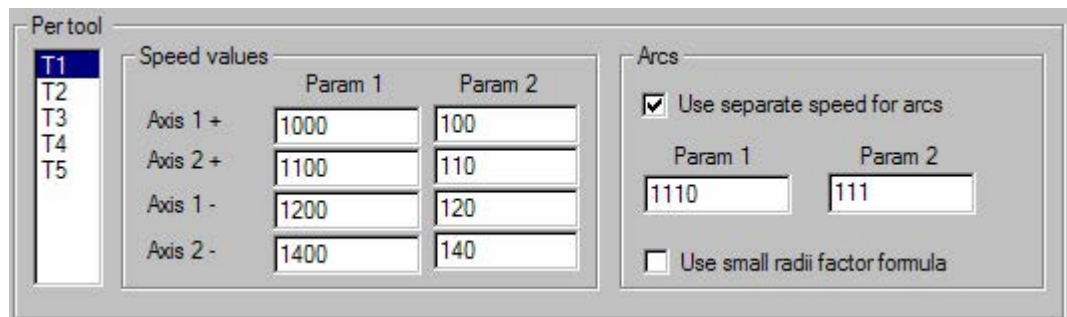 Per tool
T1
T2
T3
T4
T5
Speed values
Param 1 Param 2
Axis 1 + 1000 100
Axis 2 + 1100 110
Axis 1 - 1200 120
Axis 2 - 1400 140
Arcs
Use separate speed for arcs
Param 1 Param 2
1110 111
Use small radii factor formula